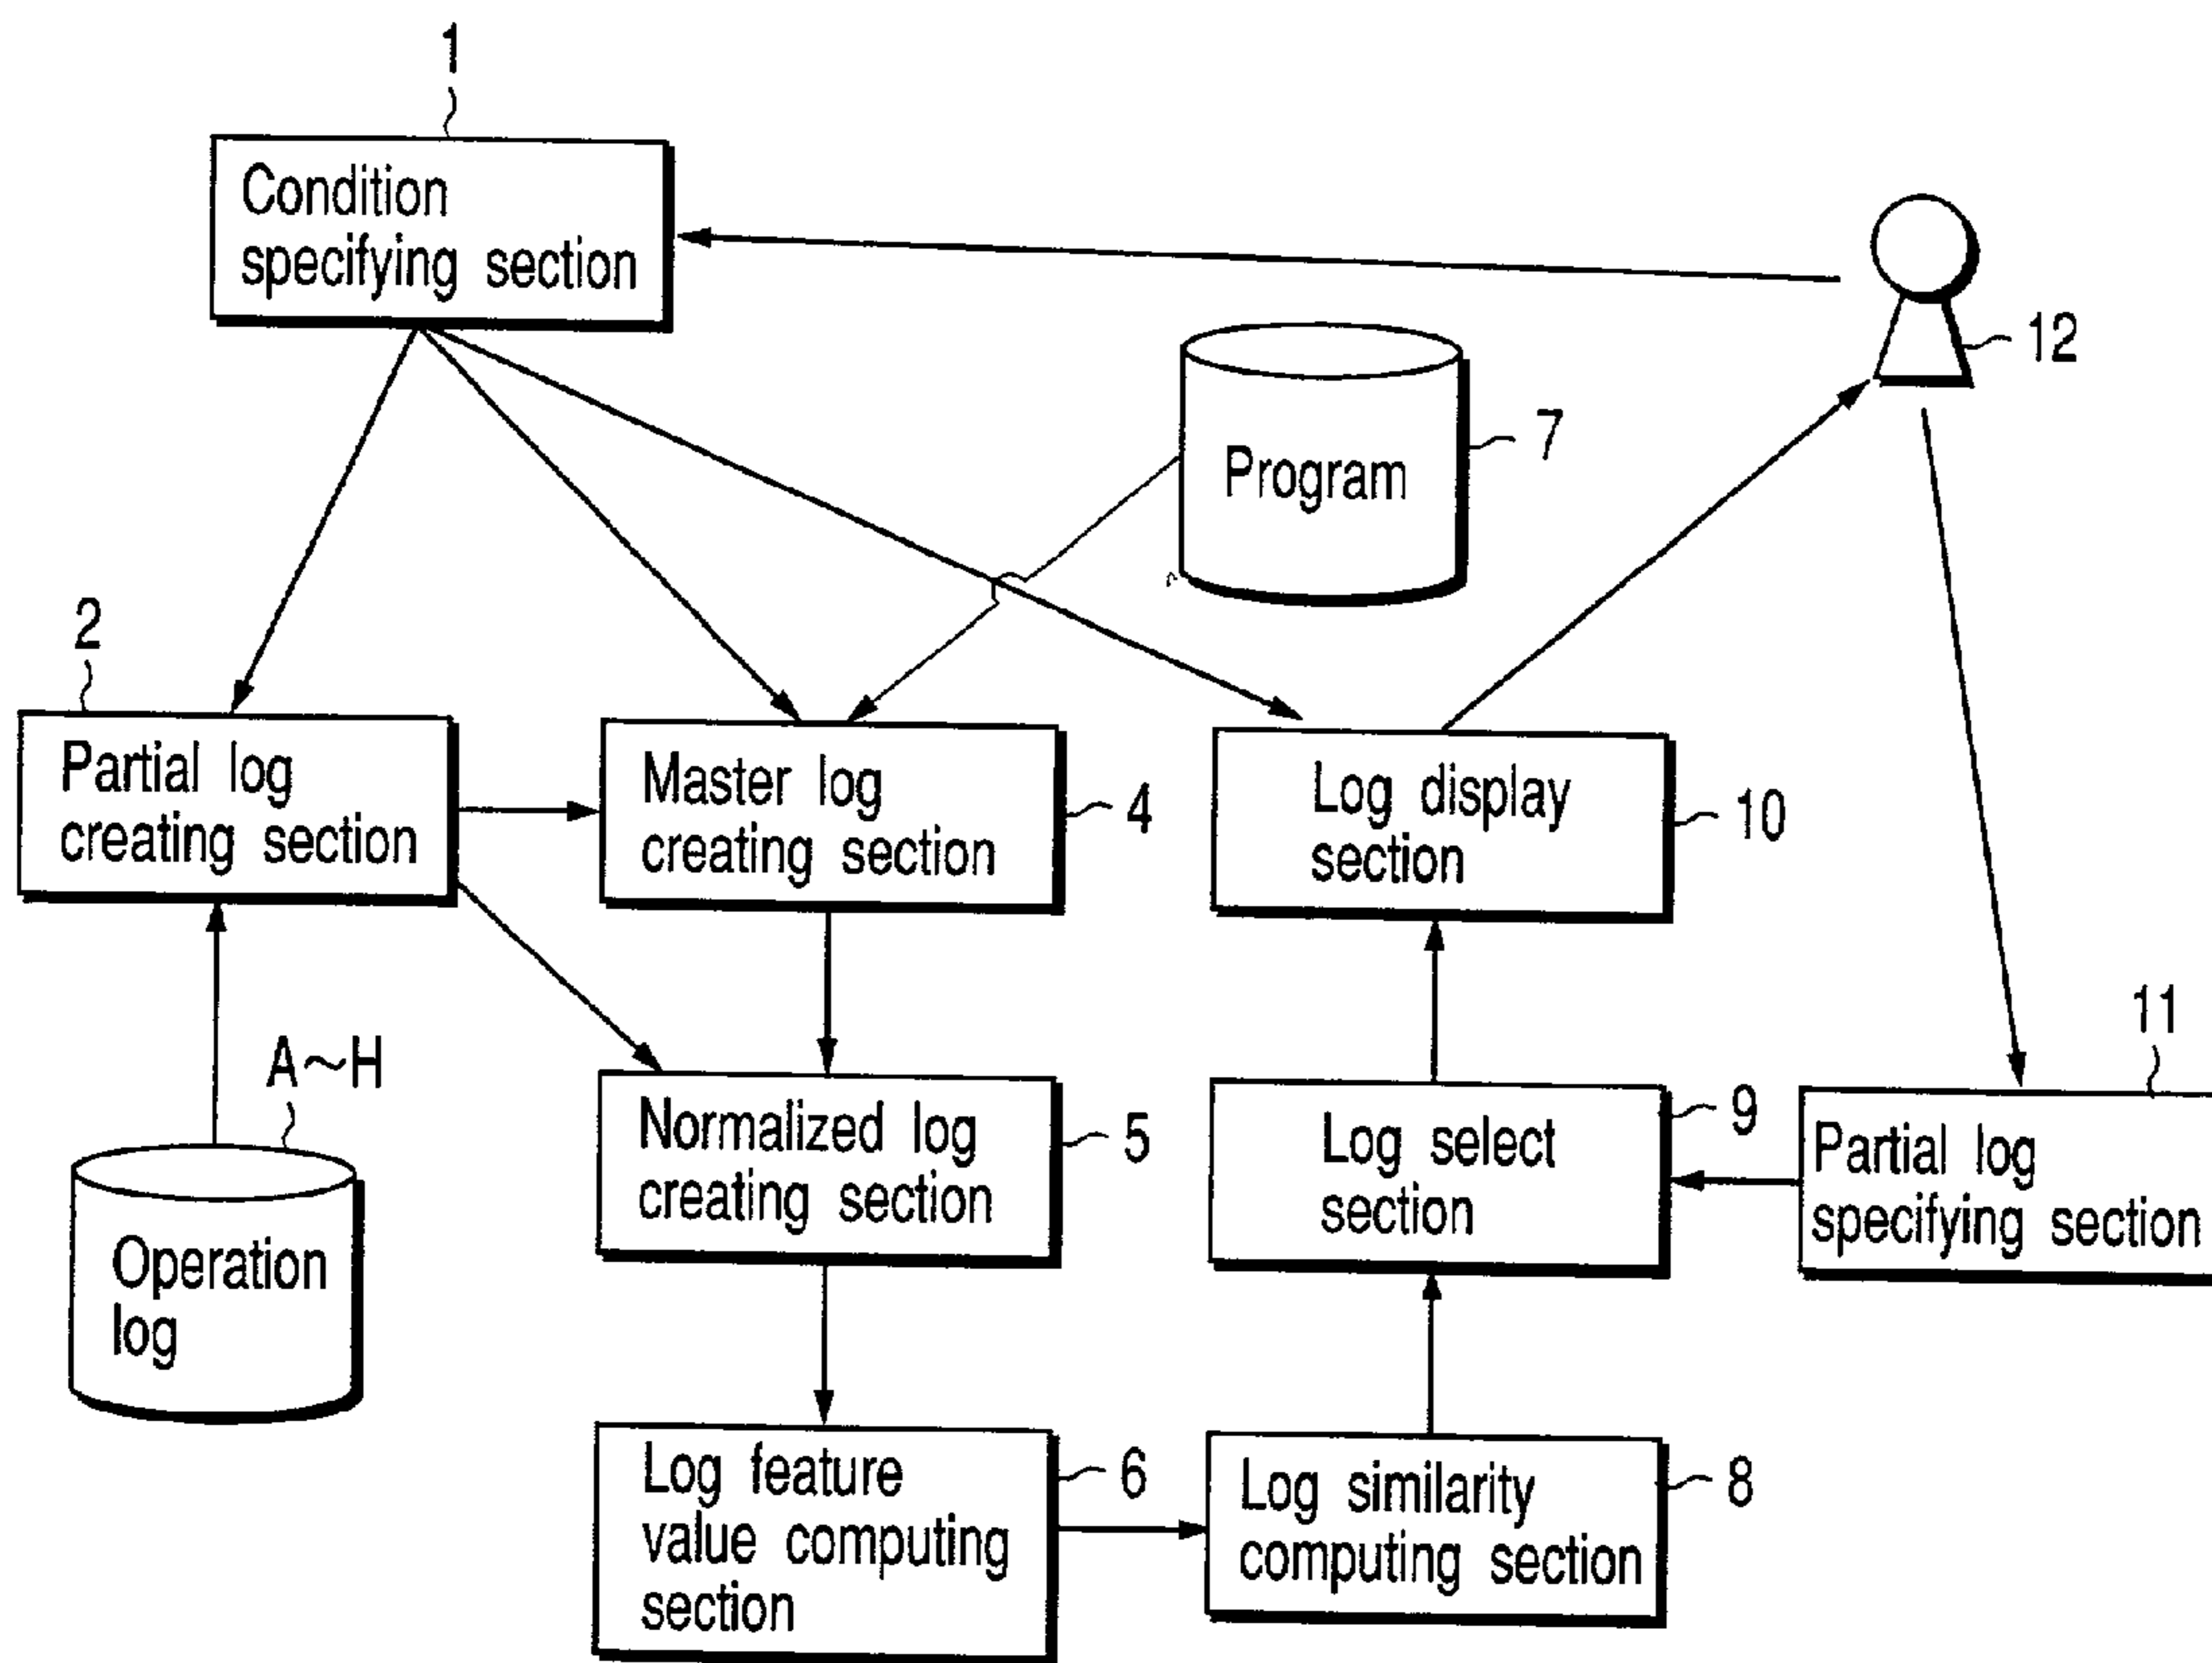 1
Condition
specifying section
12
7
Program
2
Partial log
creating section
Master log
creating section
4
Log display
section
10
11
A~H
Operation
log
Normalized log
creating section
5
Log select
section
9
Partial log
specifying section
Log feature
value computing
section
6
Log similarity
computing section
8